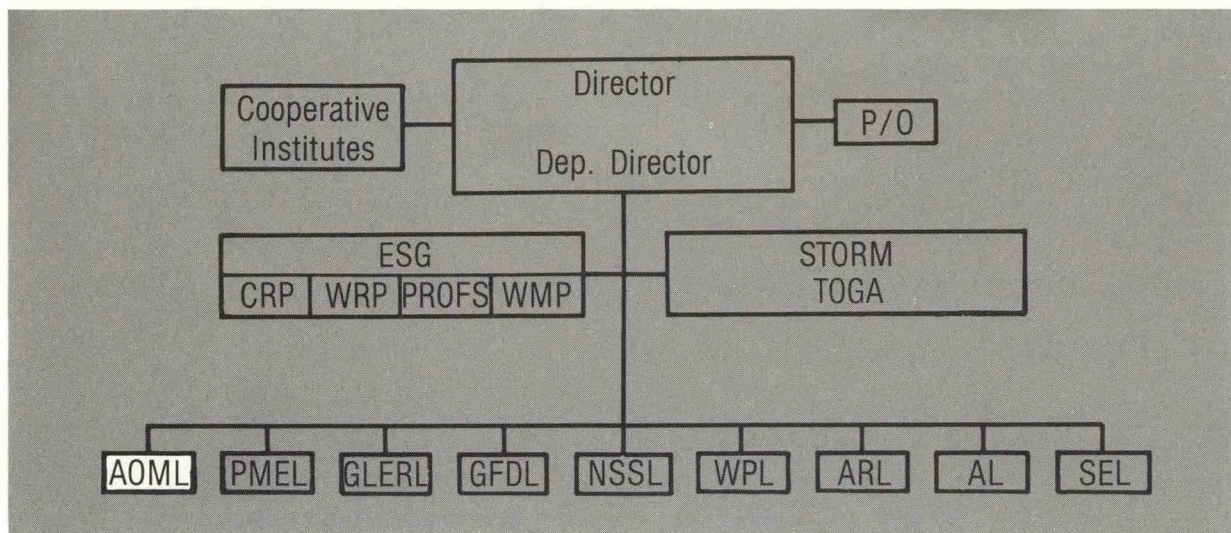 Director
Cooperative
Institutes
P/O
Dep. Director
ESG
CRP WRP PROFS WMP
STORM
TOGA
AOML PMEL GLERL GFDL NSSL WPL ARL AL SEL